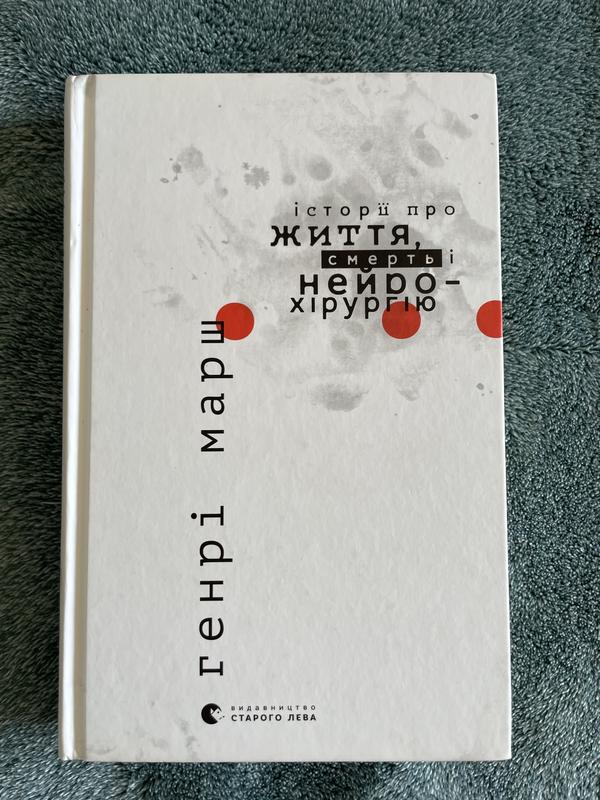 історії про
життя,
смерть і
нейро-
хірургію
генрі марш
видавництво
СТАРОГО ЛЕВА